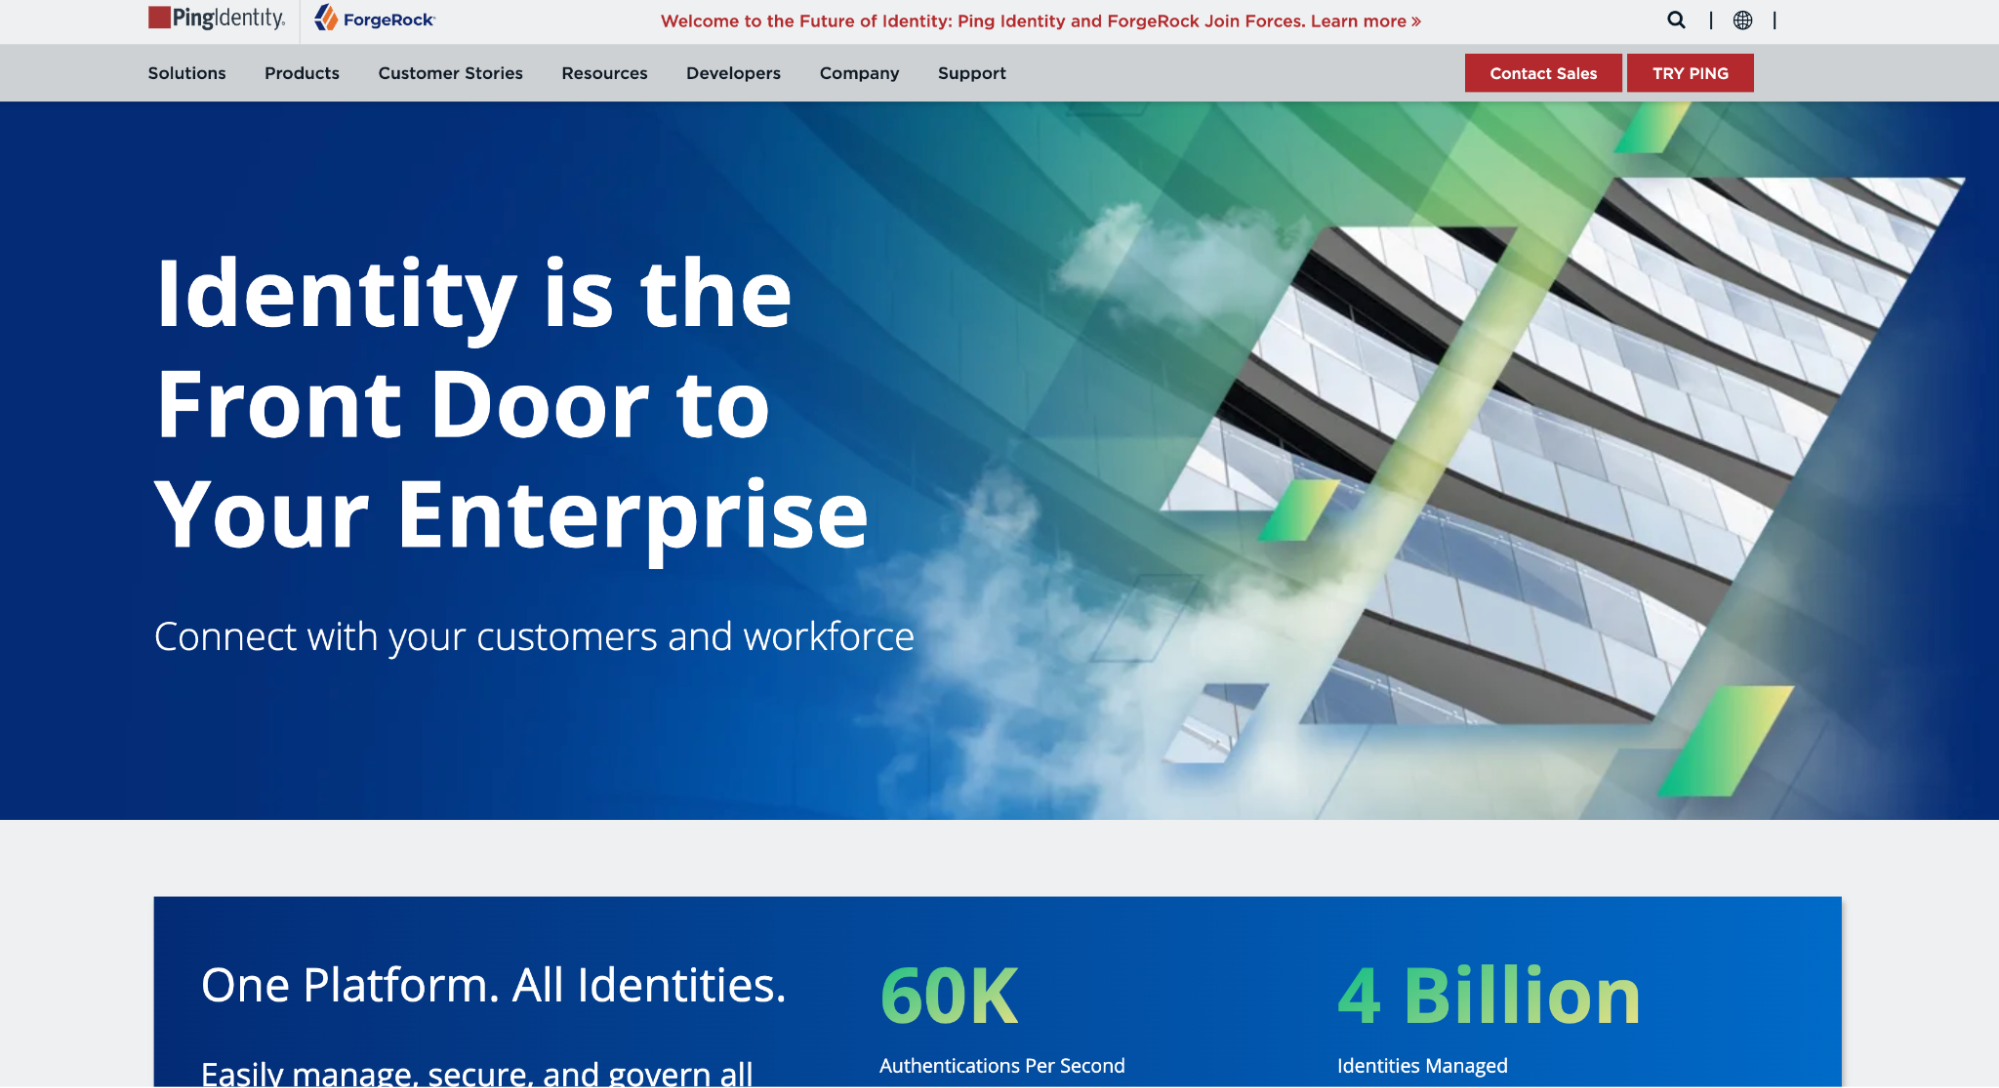 PingIdentity.
ForgeRock
Welcome to the Future of Identity: Ping Identity and ForgeRock Join Forces. Learn more »
|
|
Solutions
Products
Customer Stories
Resources
Developers
Company
Support
Contact Sales
TRY PING
Identity is the
Front Door to
Your Enterprise
Connect with your customers and workforce
One Platform. All Identities.
Easily manage, secure, and govern all
60K
Authentications Per Second
4 Billion
Identities Managed